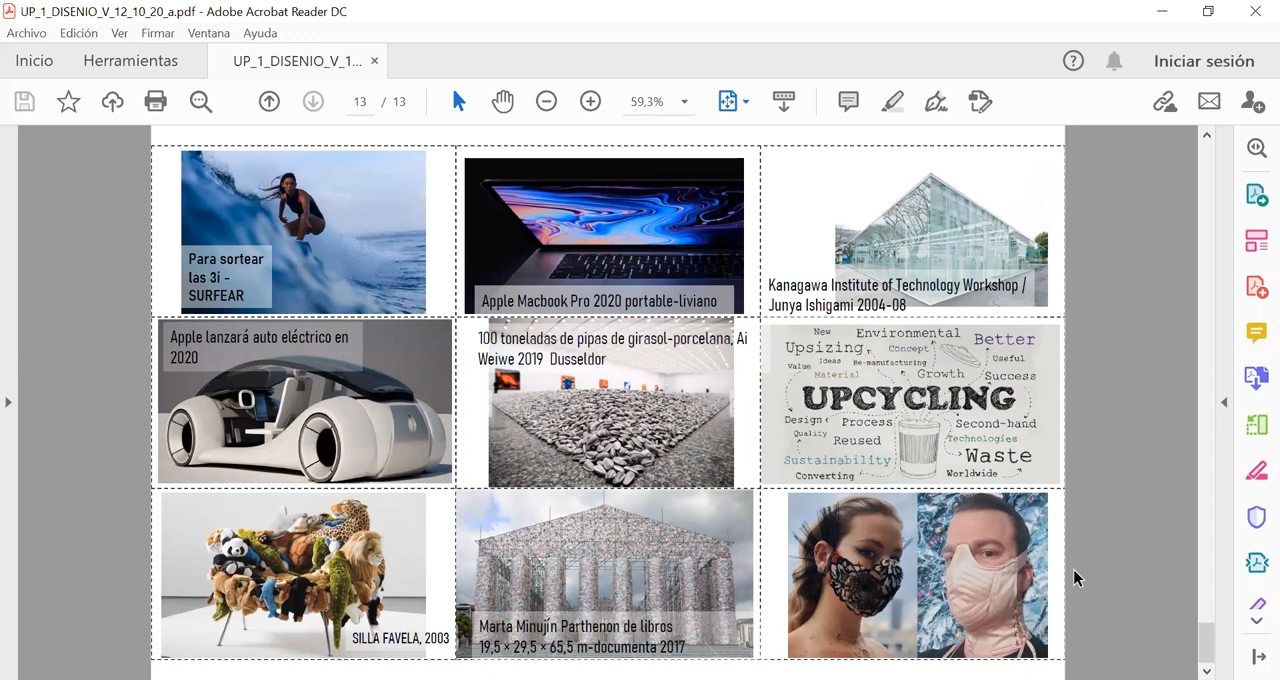 UP_1_DISENIO_V_12_10_20_a.pdf - Adobe Acrobat Reader DC
Archivo Edición Ver Firmar Ventana Ayuda
Inicio Herramientas UP_1_DISENIO_V_1... × Iniciar sesión
13 / 13 59,3%
Para sortear
las 3i -
SURFEAR
Apple Macbook Pro 2020 portable-liviano
Kanagawa Institute of Technology Workshop /
Junya Ishigami 2004-08
Apple lanzará auto eléctrico en
2020
100 toneladas de pipas de girasol-porcelana, Ai
Weiwe 2019 Dusseldor
New Environmental Better
Upsizing Concept Useful
Value Ideas Re-manufacturing
Material Growth Success
UPCYCLING
Design Process Second-hand
Quality Reused Technologies
Sustainability Waste
Converting Worldwide
SILLA FAVELA, 2003
Marta Minujín Parthenon de libros
19,5 × 29,5 × 65,5 m-documenta 2017